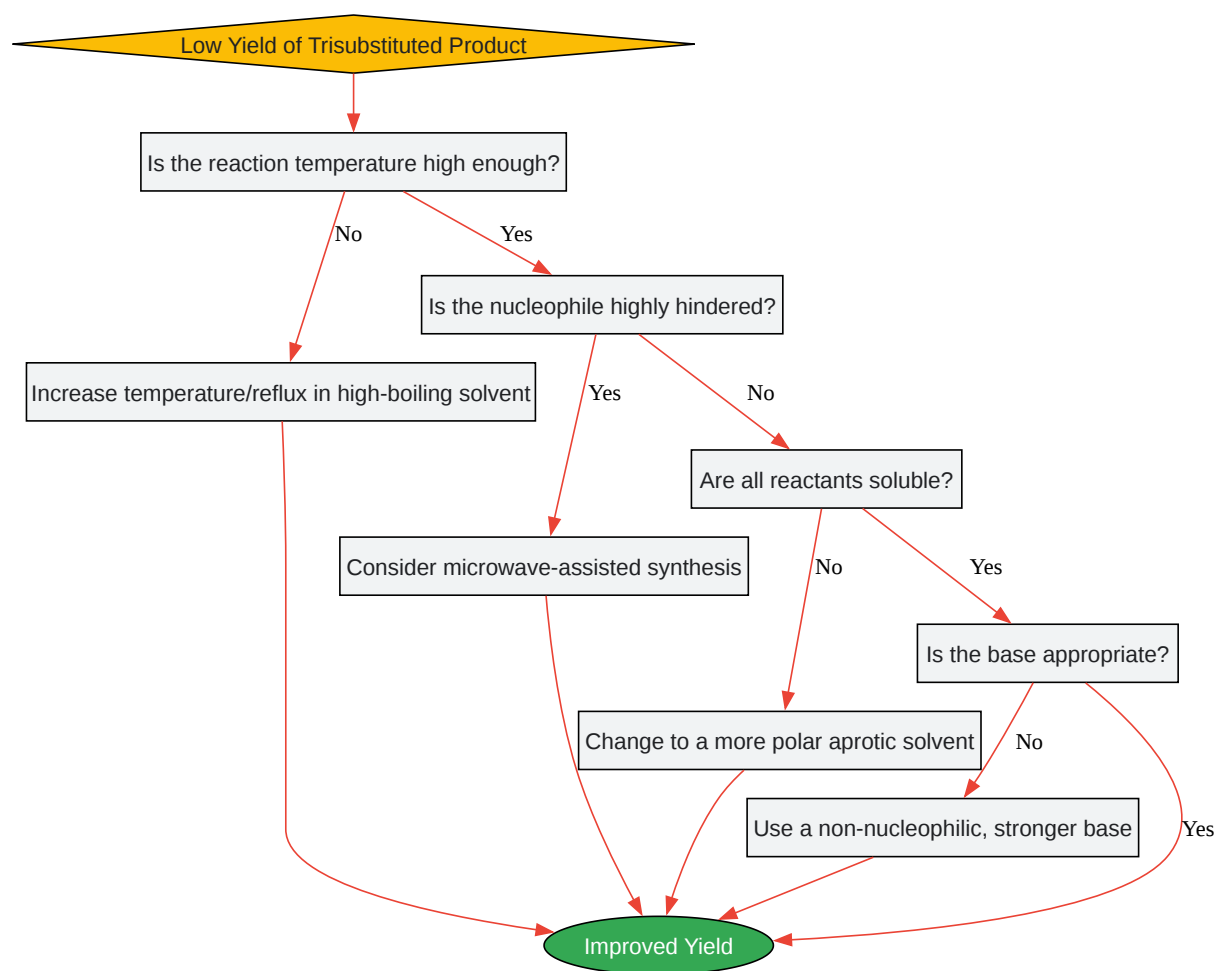 Low Yield of Trisubstituted Product
Is the reaction temperature high enough?
No
Yes
Is the nucleophile highly hindered?
Increase temperature/reflux in high-boiling solvent
Yes
No
Are all reactants soluble?
Consider microwave-assisted synthesis
No
Yes
Is the base appropriate?
Change to a more polar aprotic solvent
No
Use a non-nucleophilic, stronger base
Yes
Improved Yield